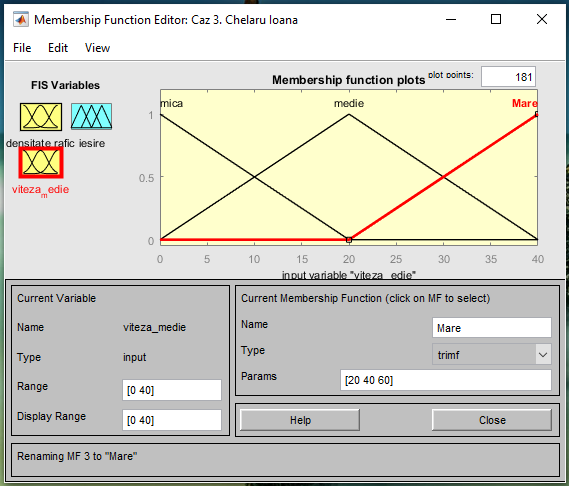 Membership Function Editor: Caz 3. Chelaru Ioana
File Edit View
FIS Variables
densitate rafic iesire
viteza_medie
Membership function plots
plot points:
181
mica
medie
Mare
1
0.5
0
0 5 10 15 20 25 30 35 40
input variable "viteza_edie"
Current Variable
Name viteza_medie
Type input
Range [0 40]
Display Range [0 40]
Current Membership Function (click on MF to select)
Name Mare
Type trimf
Params [20 40 60]
Help Close
Renaming MF 3 to "Mare"